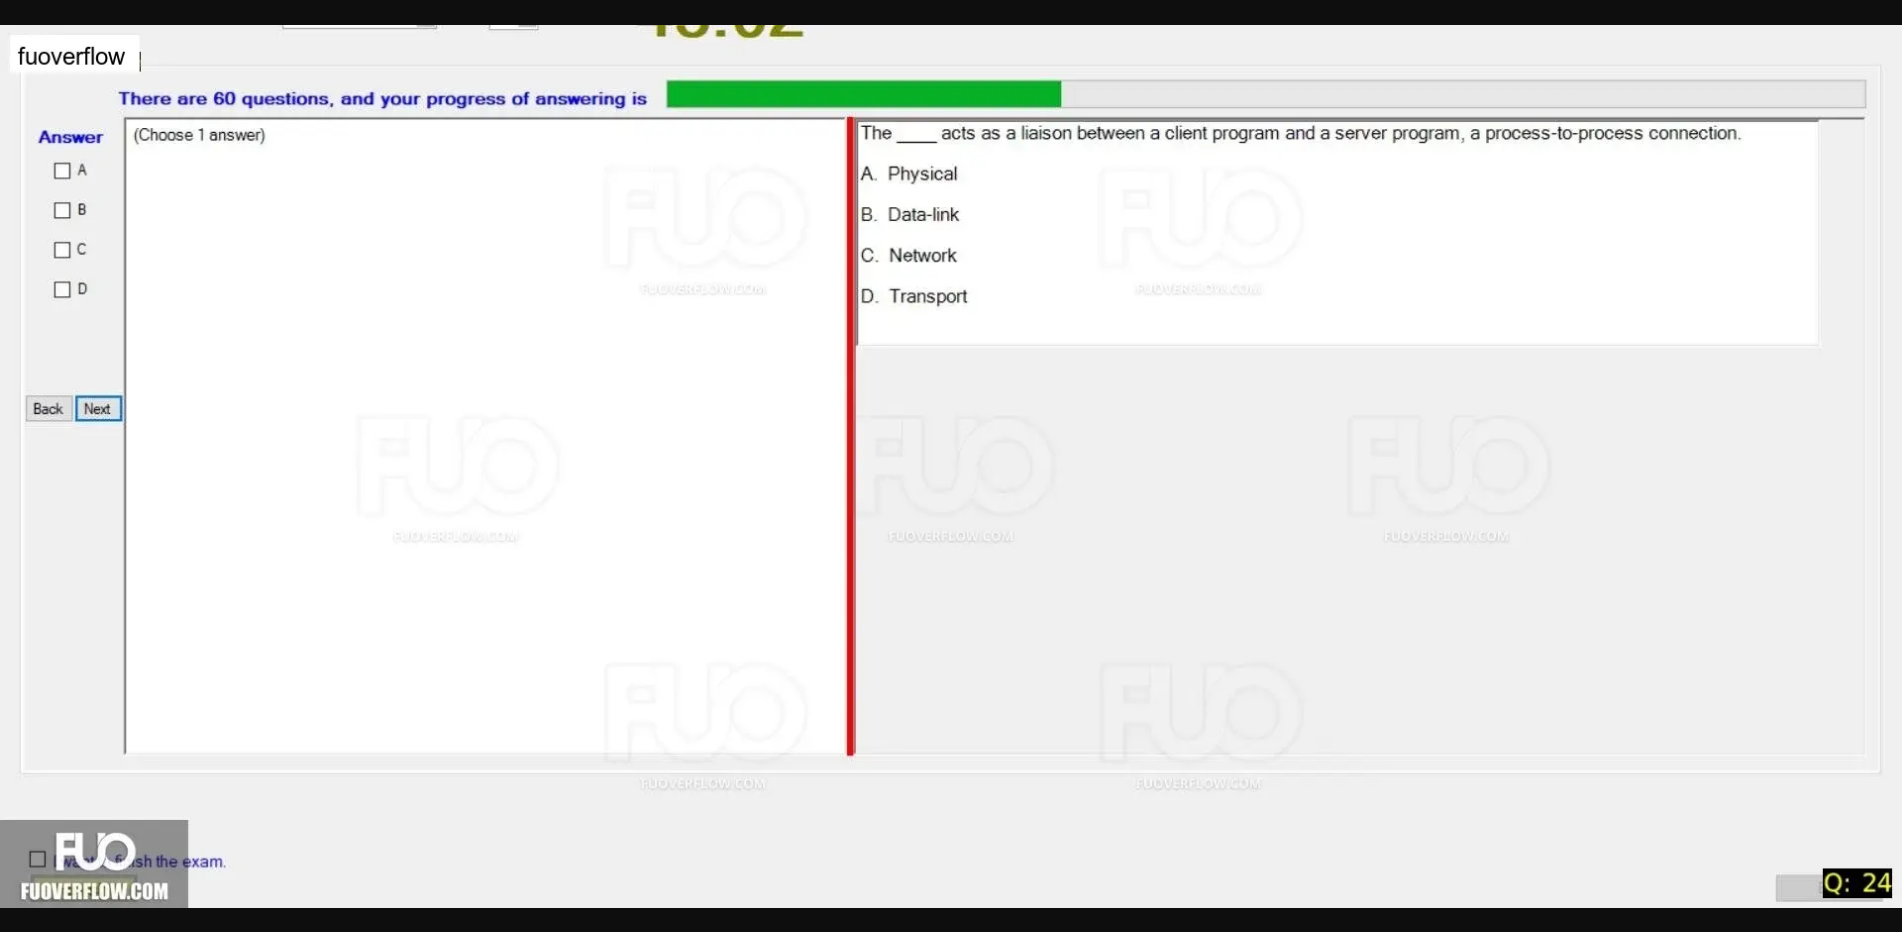 fuoverflow
There are 60 questions, and your progress of answering is
Answer
(Choose 1 answer)
A
B
C
D
Back
Next
The ____ acts as a liaison between a client program and a server program, a process-to-process connection.
A. Physical
B. Data-link
C. Network
D. Transport
FUO
FUOVERFLOW.COM
FUO
FUOVERFLOW.COM
FUO
FUOVERFLOW.COM
FUO
FUOVERFLOW.COM
FUO
FUOVERFLOW.COM
FUO
FUOVERFLOW.COM
FUO
FUOVERFLOW.COM
the exam.
FUO
FUOVERFLOW.COM
Q: 24